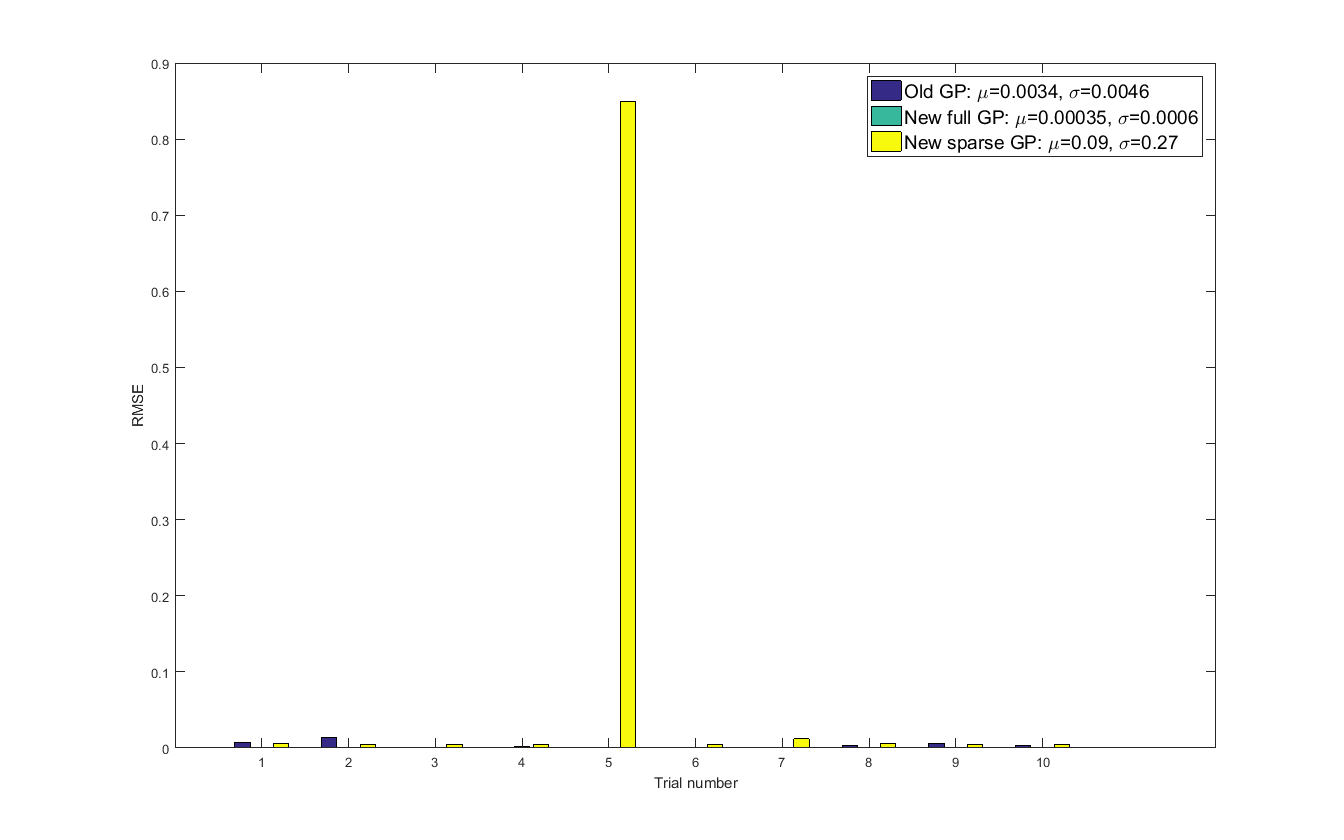 0.9
0.8
0.7
0.6
0.5
0.4
0.3
0.2
0.1
0
RMSE
Old GP: μ=0.0034, σ=0.0046
New full GP: μ=0.00035, σ=0.0006
New sparse GP: μ=0.09, σ=0.27
1 2 3 4 5 6 7 8 9 10
Trial number